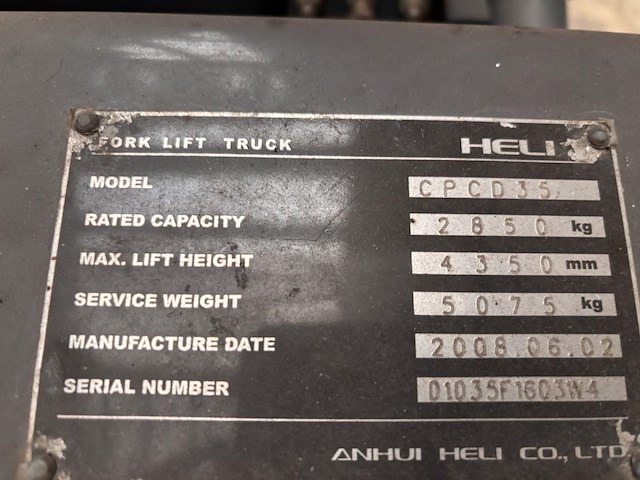 FORK LIFT TRUCK HELI
MODEL CPCD35
RATED CAPACITY 2850 kg
MAX. LIFT HEIGHT 4350 mm
SERVICE WEIGHT 5075 kg
MANUFACTURE DATE 2008.06.02
SERIAL NUMBER 01035F1603W4
ANHUI HELI CO., LTD